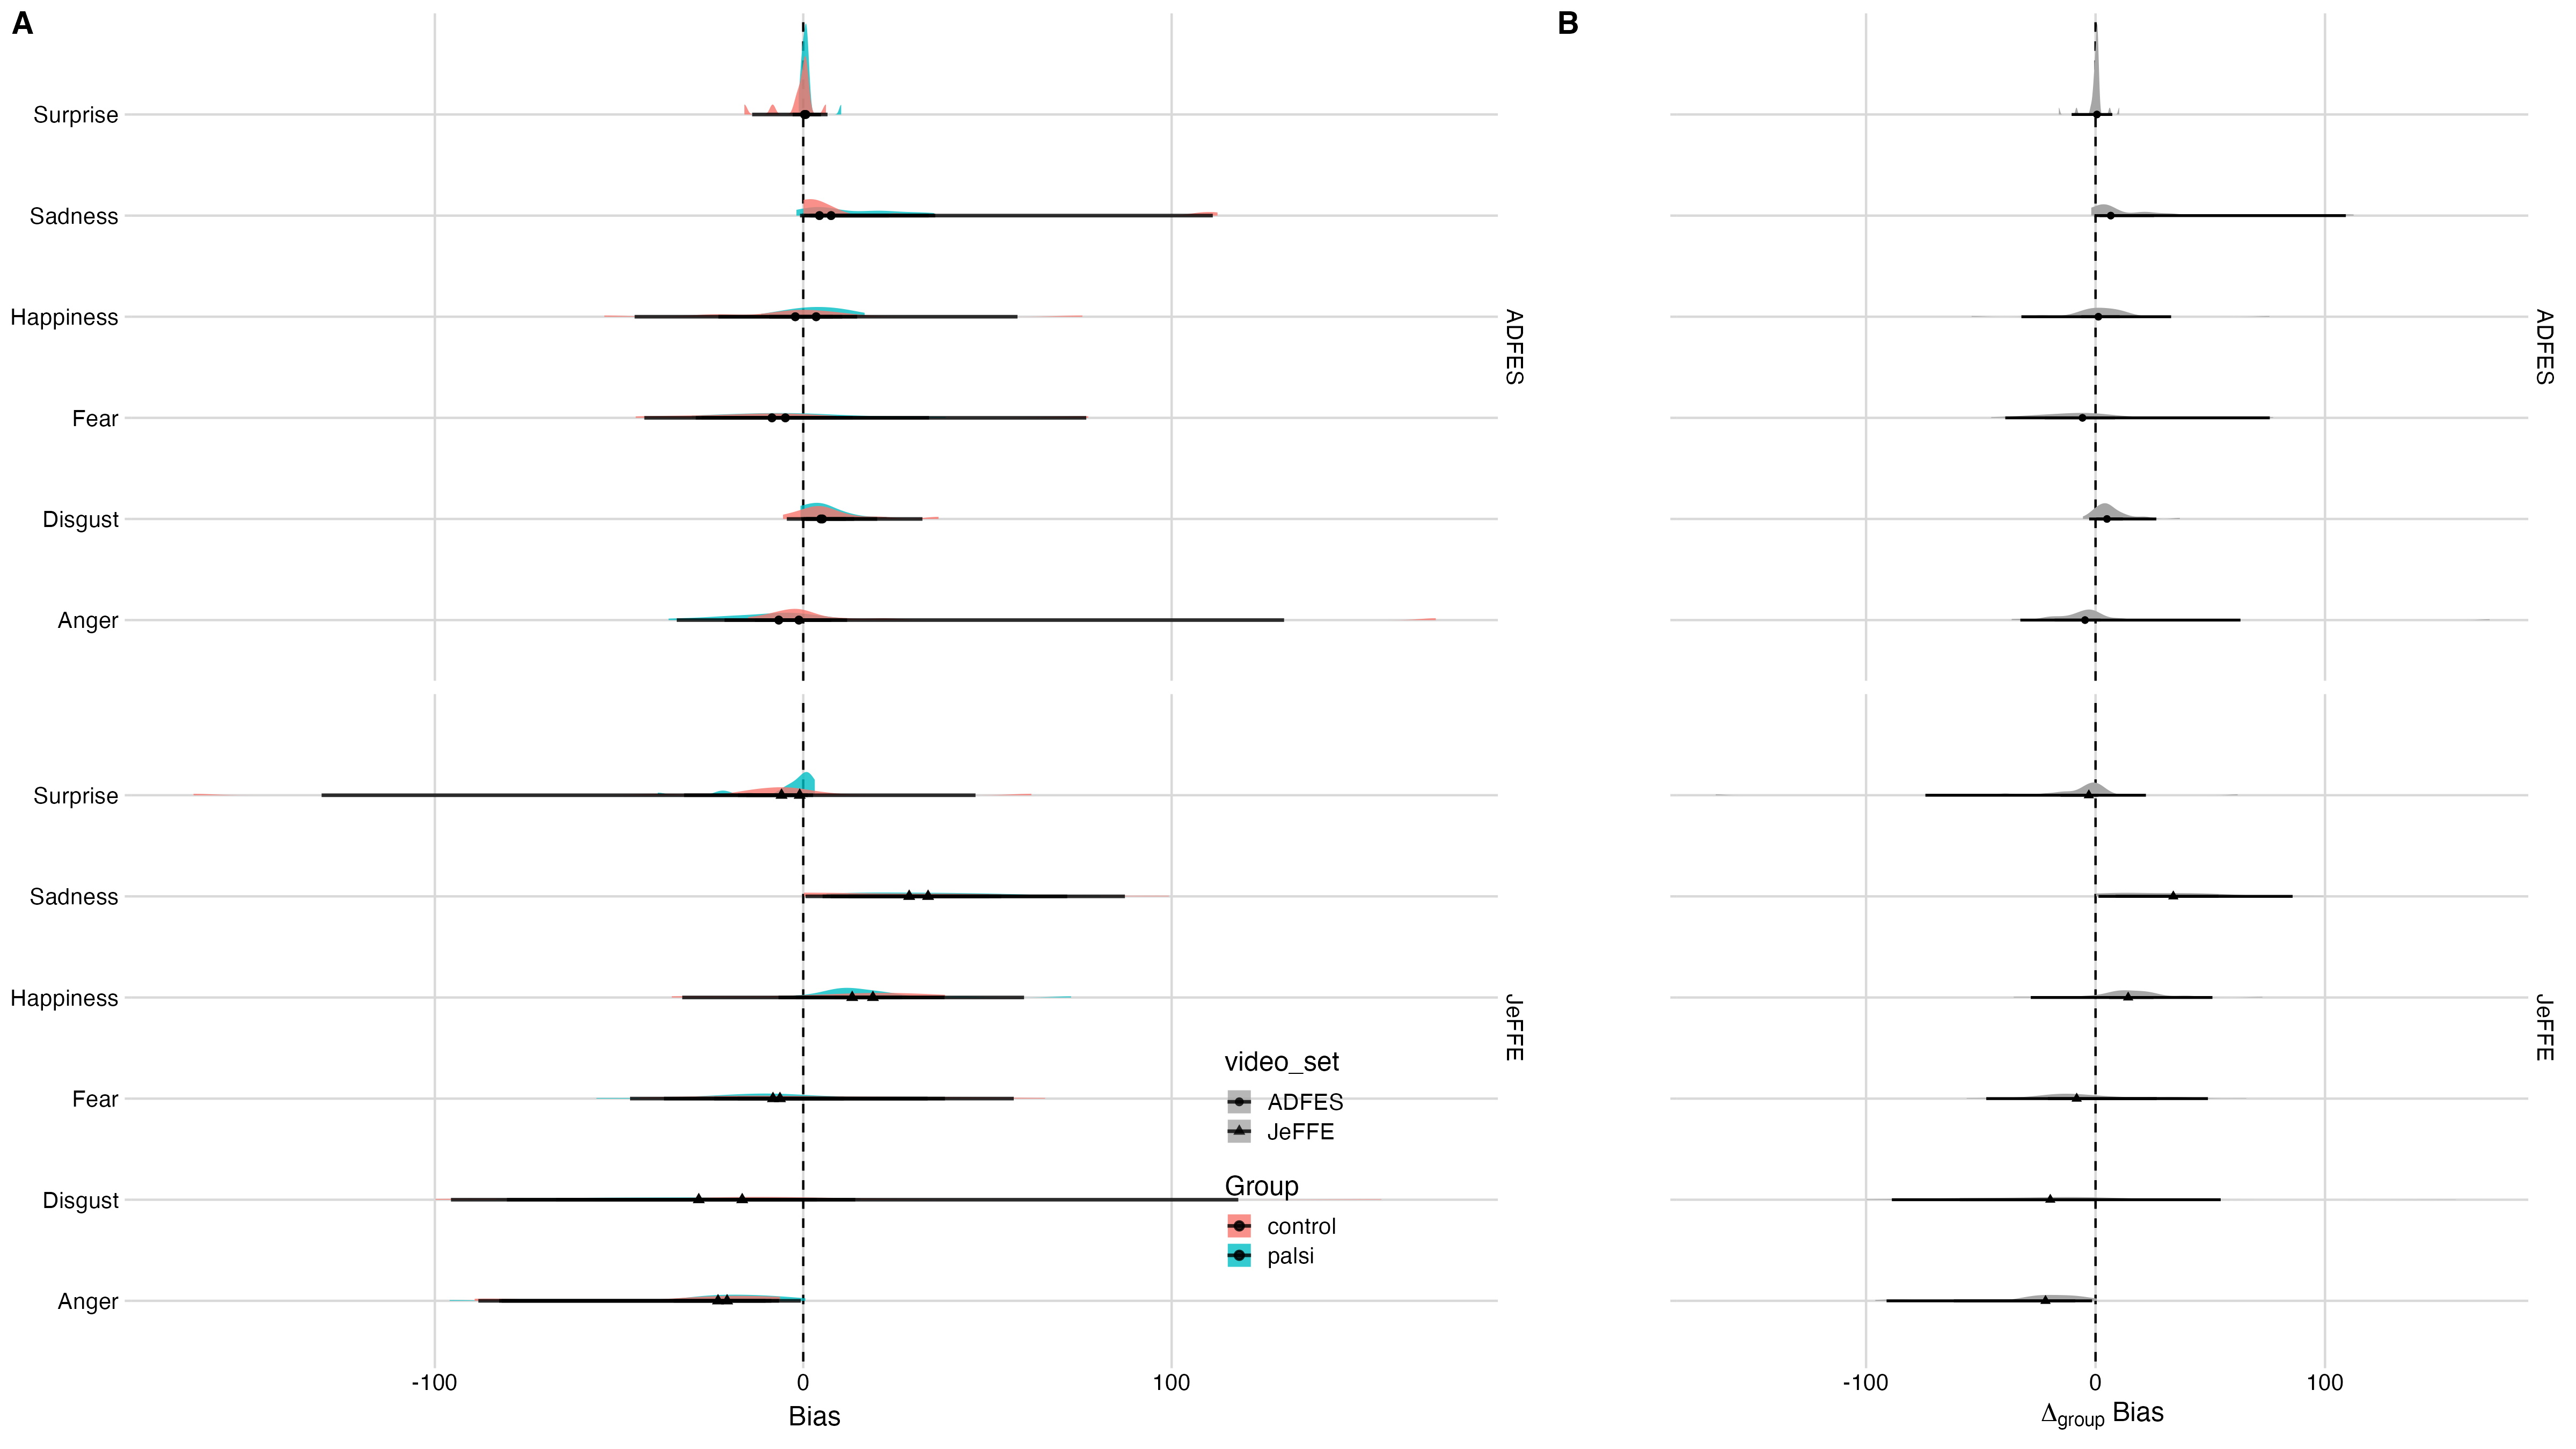 A
B
Surprise
Sadness
Happiness
Fear
Disgust
Anger
ADFES
ADFES
Surprise
Sadness
Happiness
Fear
Disgust
Anger
JeFFE
JeFFE
video_set
ADFES
JeFFE
Group
control
palsi
-100
0
100
-100
0
100
Bias
Δgroup Bias